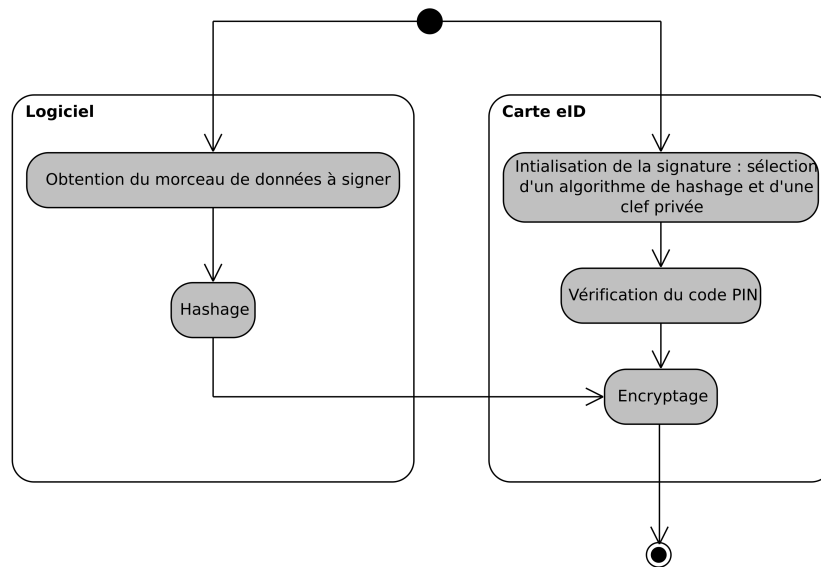 Logiciel
Obtention du morceau de données à signer
Hashage
Carte eID
Intialisation de la signature : sélection
d'un algorithme de hashage et d'une
clef privée
Vérification du code PIN
Encryptage